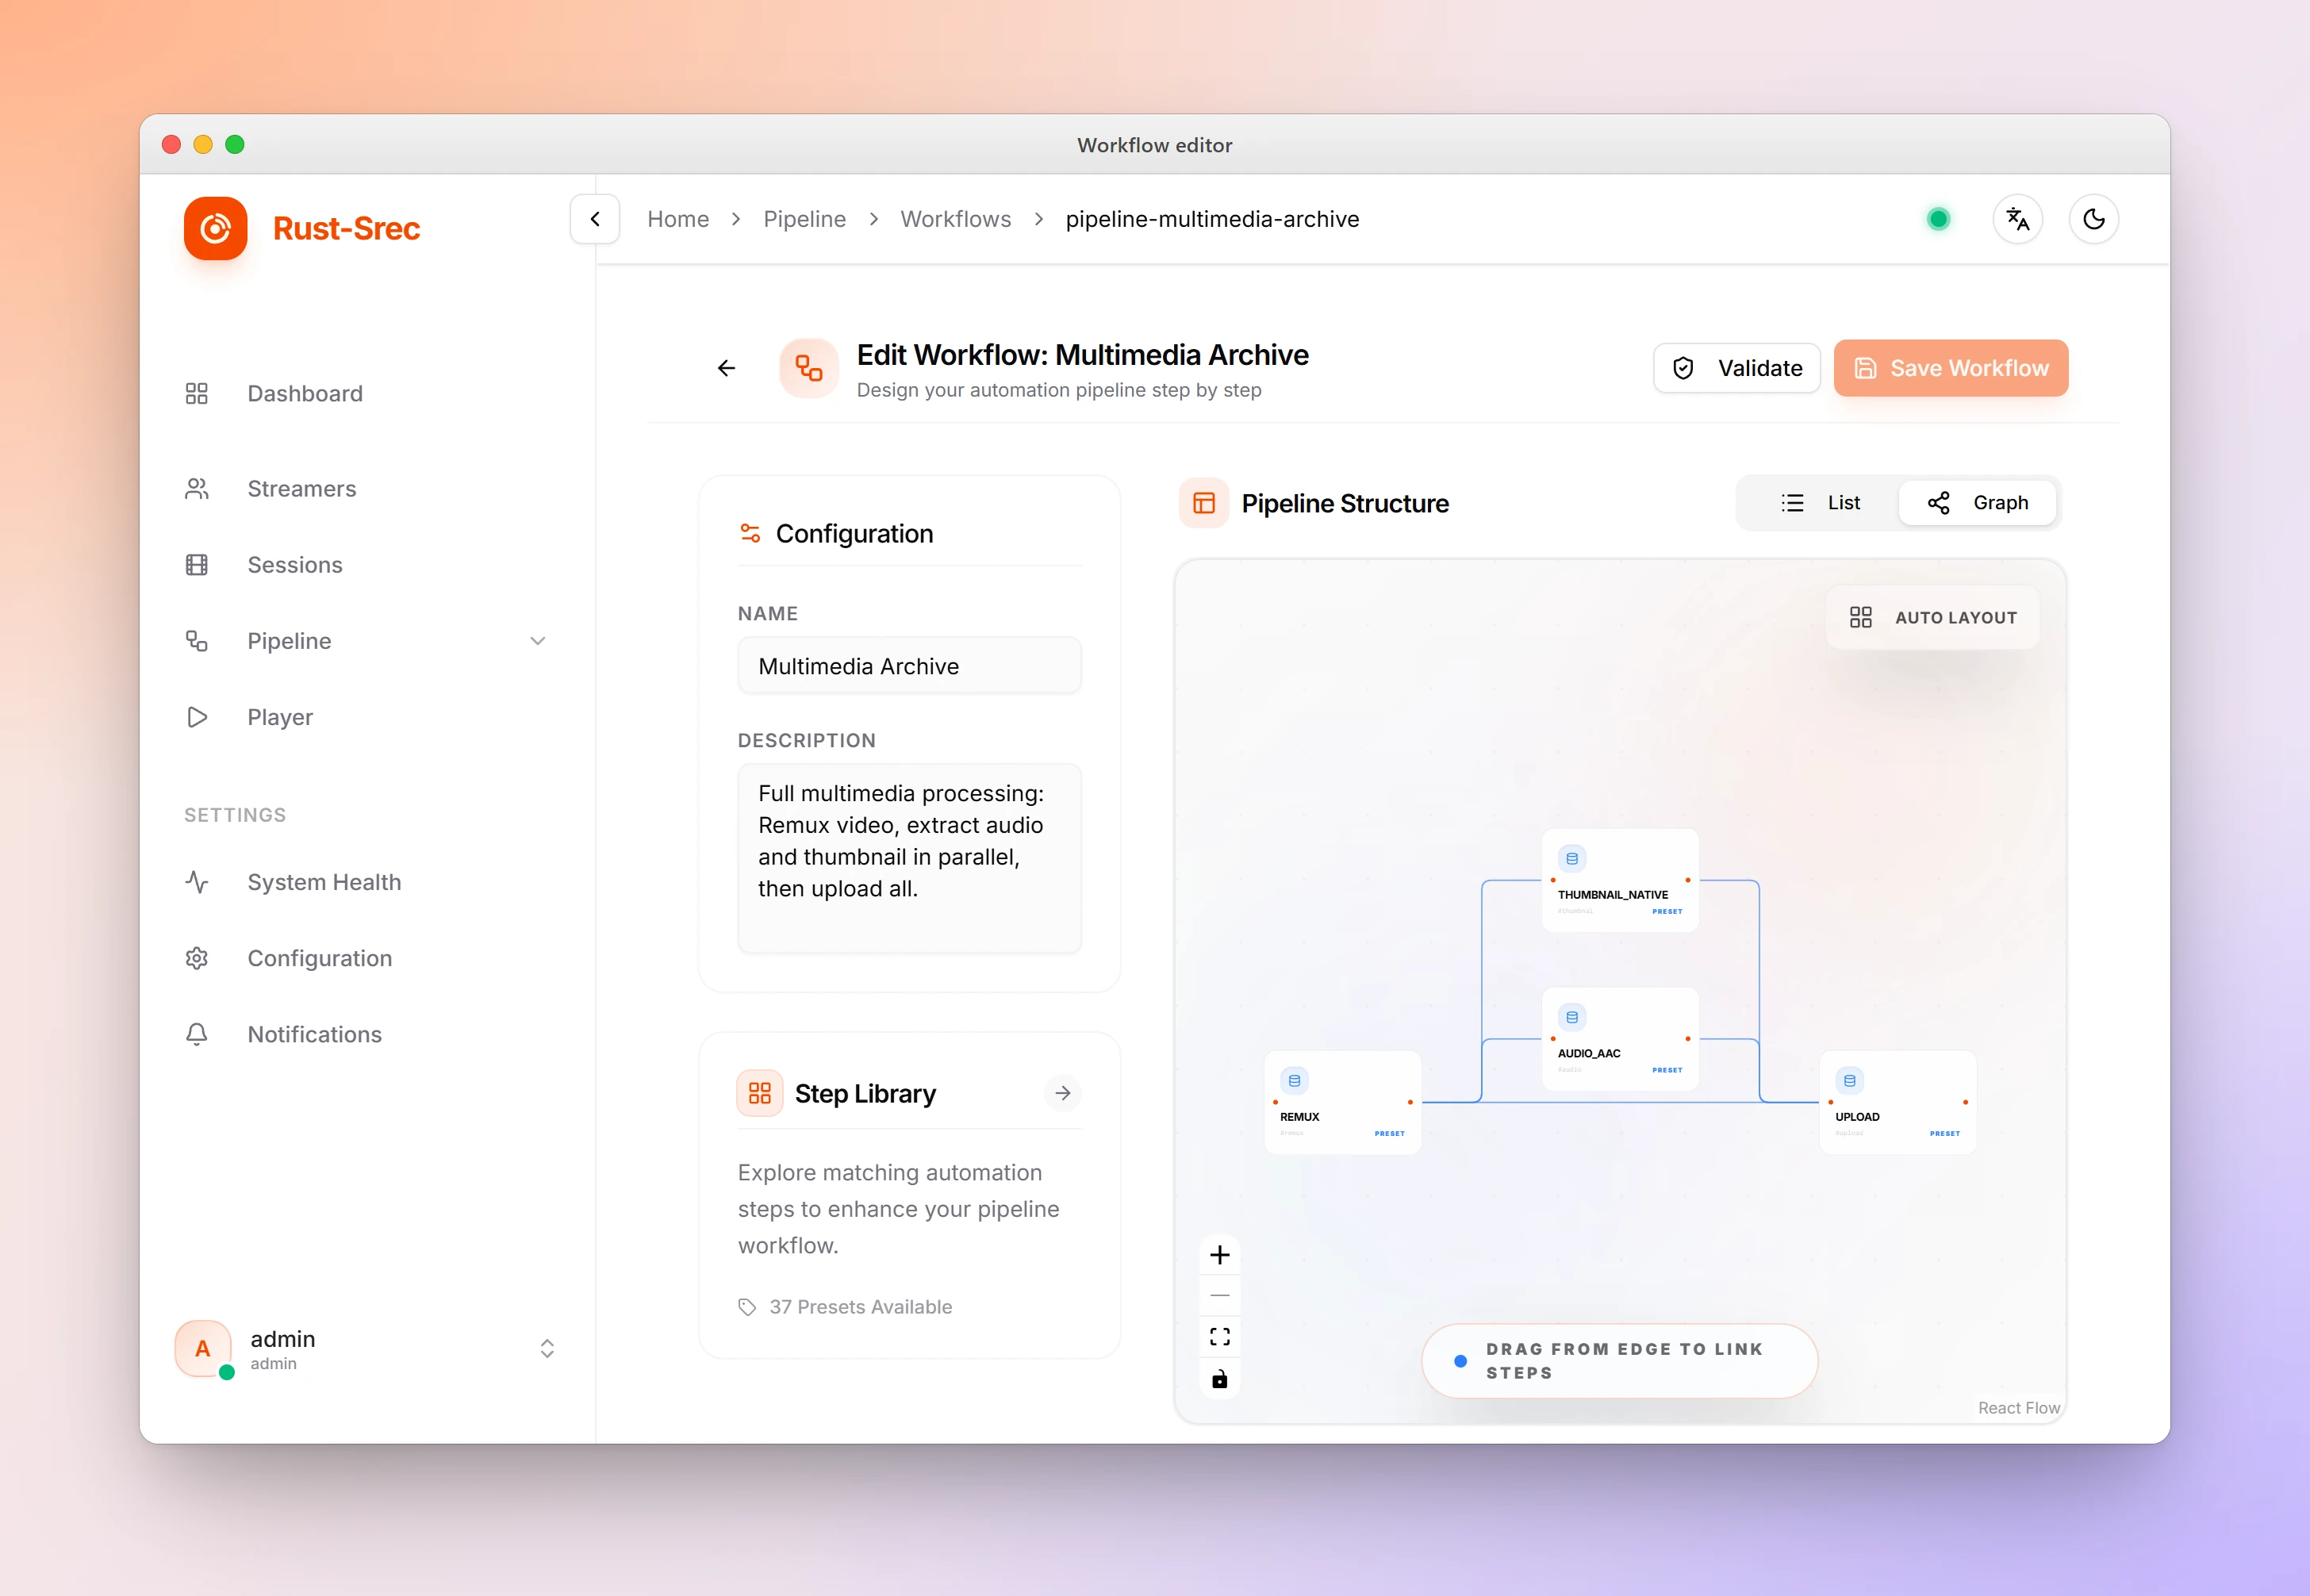 Workflow editor
Rust-Srec
Home
Pipeline
Workflows
pipeline-multimedia-archive
Dashboard
Streamers
Sessions
Pipeline
Player
SETTINGS
System Health
Configuration
Notifications
A
admin
admin
Edit Workflow: Multimedia Archive
Design your automation pipeline step by step
Validate
Save Workflow
Configuration
NAME
Multimedia Archive
DESCRIPTION
Full multimedia processing:
Remux video, extract audio
and thumbnail in parallel,
then upload all.
Step Library
Explore matching automation
steps to enhance your pipeline
workflow.
37 Presets Available
Pipeline Structure
List
Graph
AUTO LAYOUT
THUMBNAIL_NATIVE
#thumbnai
PRESET
AUDIO_AAC
#audio
PRESET
REMUX
#remux
PRESET
UPLOAD
#upload
PRESET
DRAG FROM EDGE TO LINK
STEPS
React Flow